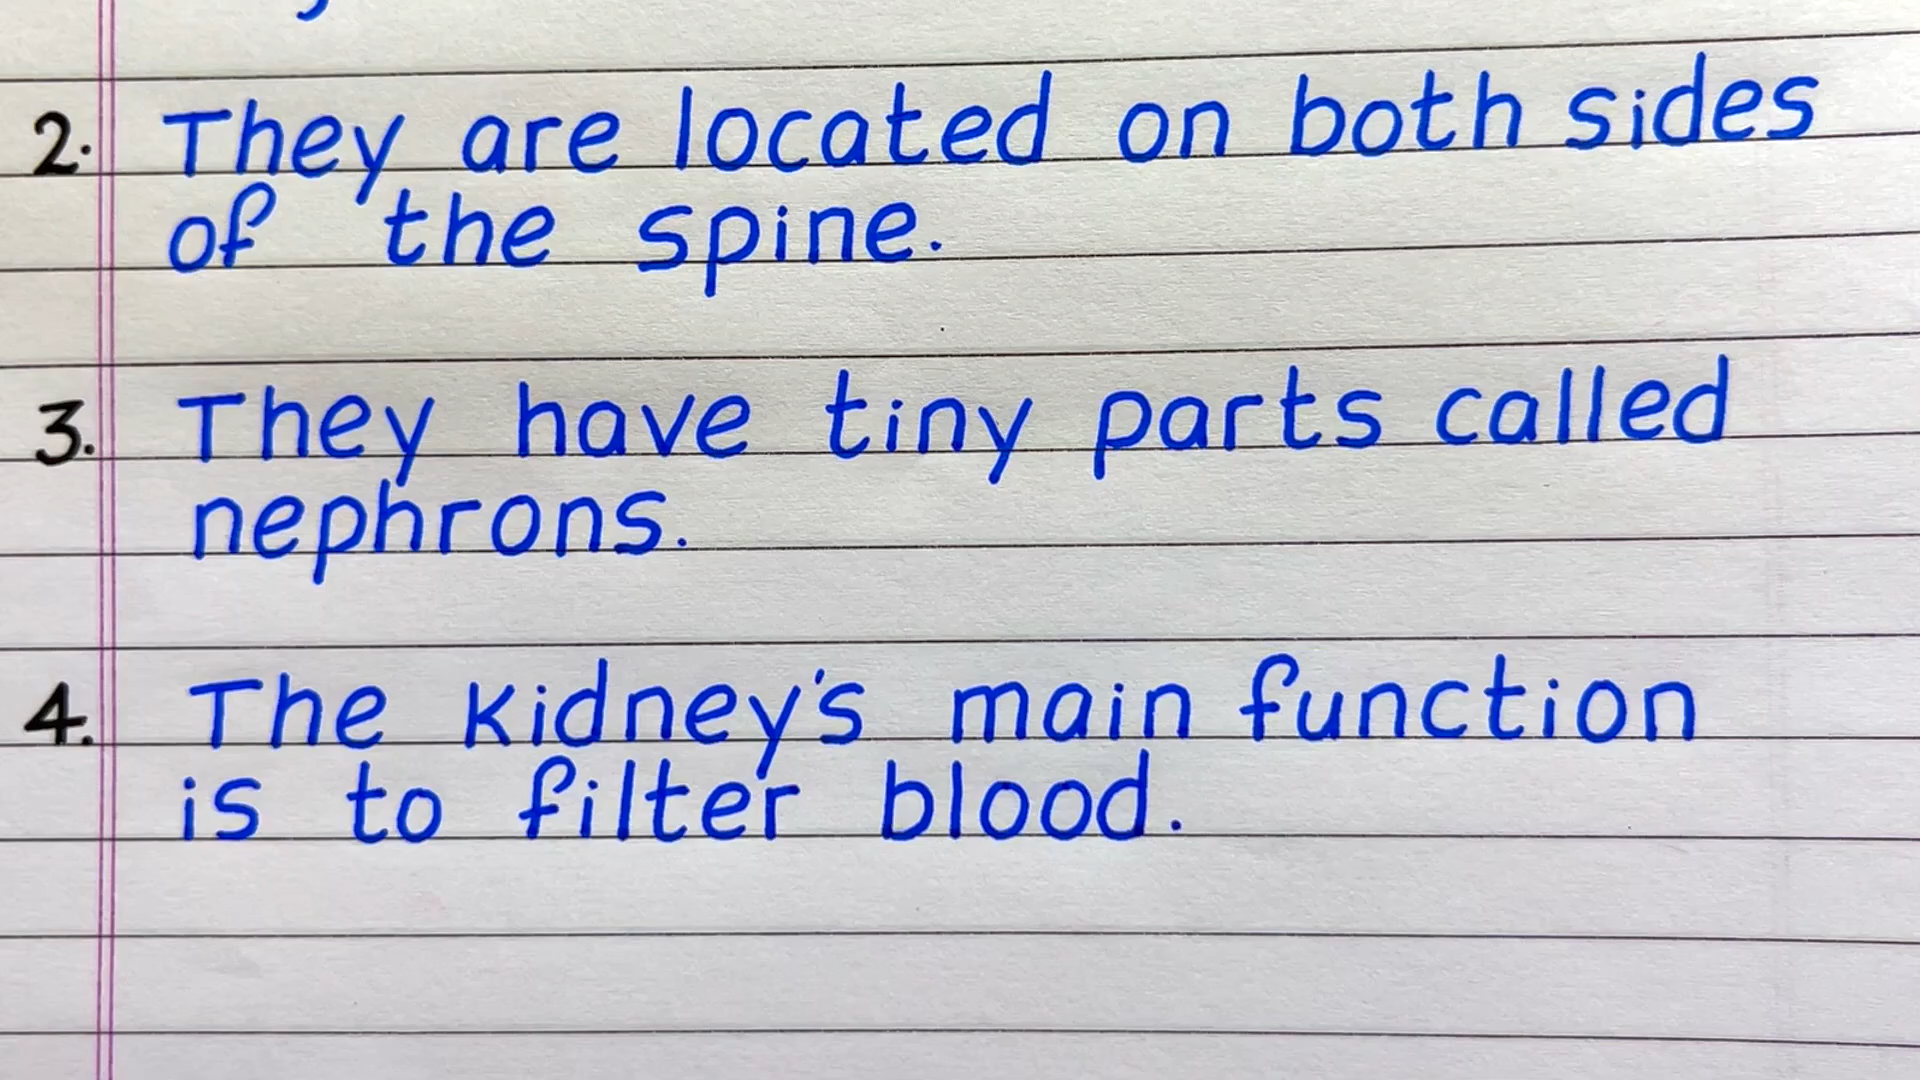 2. They are located on both sides
of the spine.
3. They have tiny parts called
nephrons.
4. The Kidney's main function
is to filter blood.